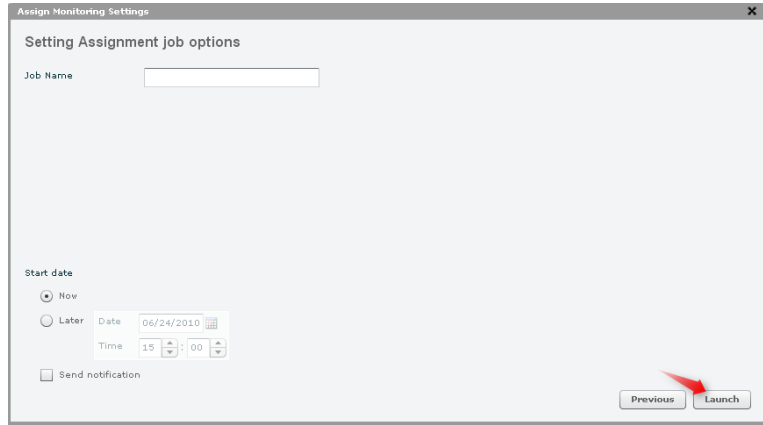 Assign Monitoring Settings
Setting Assignment job options
Job Name
Start date
Now
Later Date 06/24/2010
Time 15 : 00
Send notification
Previous Launch